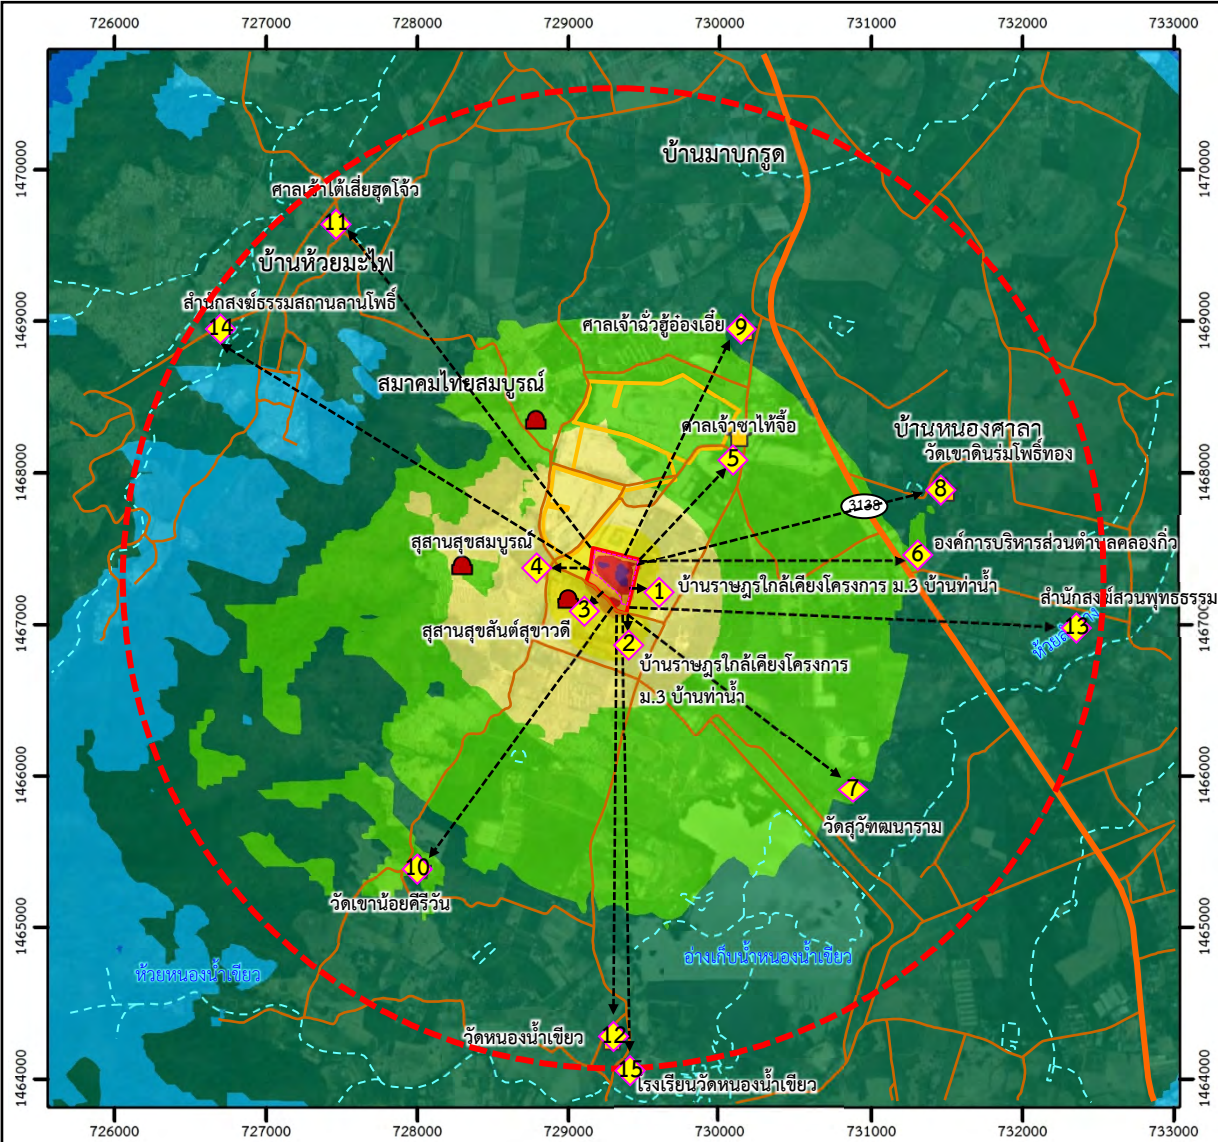 726000 727000 728000 729000 730000 731000 732000 733000
1470000 1470000
บ้านมาบกรูด
ศาลเจ้าไต้เสี่ยฮุดโจ้ว
11
บ้านห้วยมะไฟ
สำนักสงฆ์ธรรมสถานลานโพธิ์
14
1469000 1469000
ศาลเจ้าฉั่วฮู้อ๋องเอี๋ย
9
สมาคมไทยสมบูรณ์
ศาลเจ้าซาไท้จื้อ
5
บ้านหนองศาลา
วัดเขาดินร่มโพธิ์ทอง
8
1468000 1468000
3138
สุสานสุขสมบูรณ์
4
องค์การบริหารส่วนตำบลคลองกิ่ว
6
1
บ้านราษฎรใกล้เคียงโครงการ ม.3 บ้านท่าน้ำ
3
สำนักสงฆ์สวนพุทธธรรม
13
1467000 1467000
สุสานสุขสันต์สุขาวดี
2
บ้านราษฎรใกล้เคียงโครงการ
ม.3 บ้านท่าน้ำ
1466000 1466000
7
วัดสุวัฑฒนาราม
10
วัดเขาน้อยคีรีวัน
1465000 1465000
อ่างเก็บน้ำหนองน้ำเขียว
ห้วยหนองน้ำเขียว
วัดหนองน้ำเขียว
12
15
โรงเรียนวัดหนองน้ำเขียว
1464000 1464000
726000 727000 728000 729000 730000 731000 732000 733000